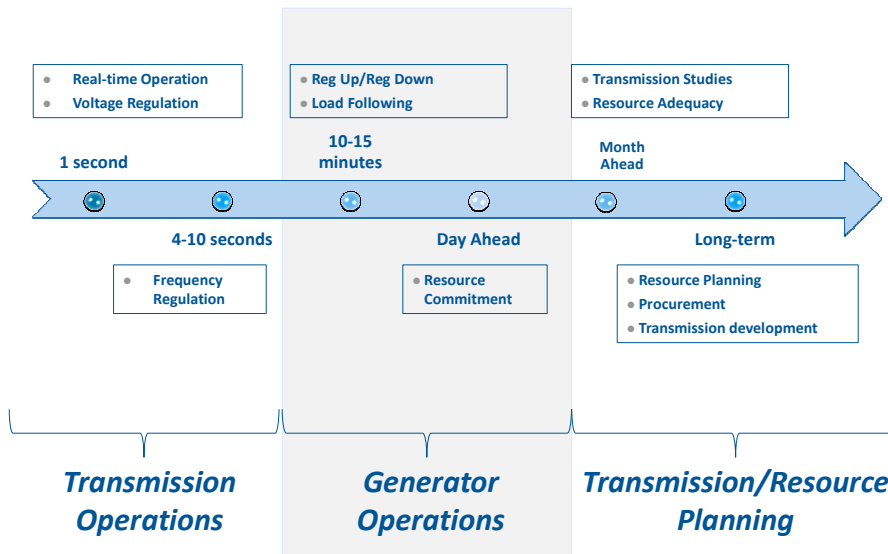 Real-time Operation
Voltage Regulation
Reg Up/Reg Down
Load Following
Transmission Studies
Resource Adequacy
1 second
10-15
minutes
Month
Ahead
4-10 seconds
Day Ahead
Long-term
Frequency
Regulation
Resource
Commitment
Resource Planning
Procurement
Transmission development
Transmission
Operations
Generator
Operations
Transmission/Resource
Planning